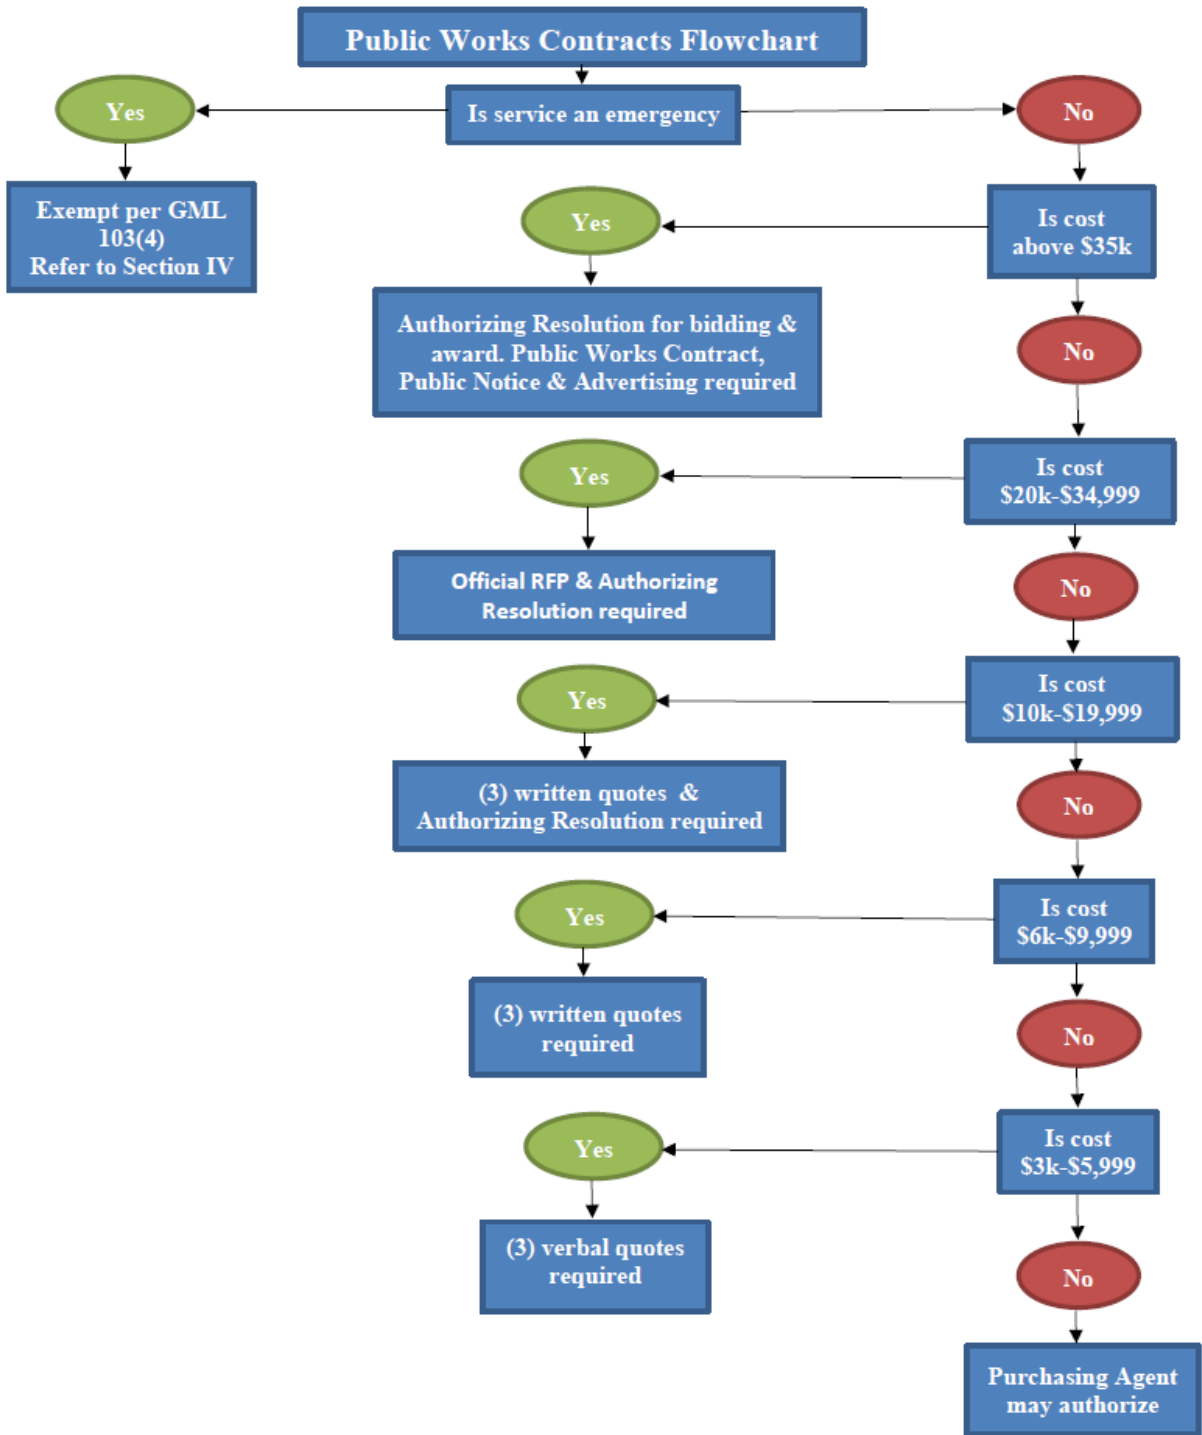 Public Works Contracts Flowchart
Yes
Is service an emergency
No
Exempt per GML
103(4)
Refer to Section IV
Yes
Is cost
above $35k
Authorizing Resolution for bidding &
award. Public Works Contract,
Public Notice & Advertising required
No
Yes
Is cost
$20k-$34,999
Official RFP & Authorizing
Resolution required
No
Yes
Is cost
$10k-$19,999
(3) written quotes &
Authorizing Resolution required
No
Yes
Is cost
$6k-$9,999
(3) written quotes
required
No
Yes
Is cost
$3k-$5,999
(3) verbal quotes
required
No
Purchasing Agent
may authorize